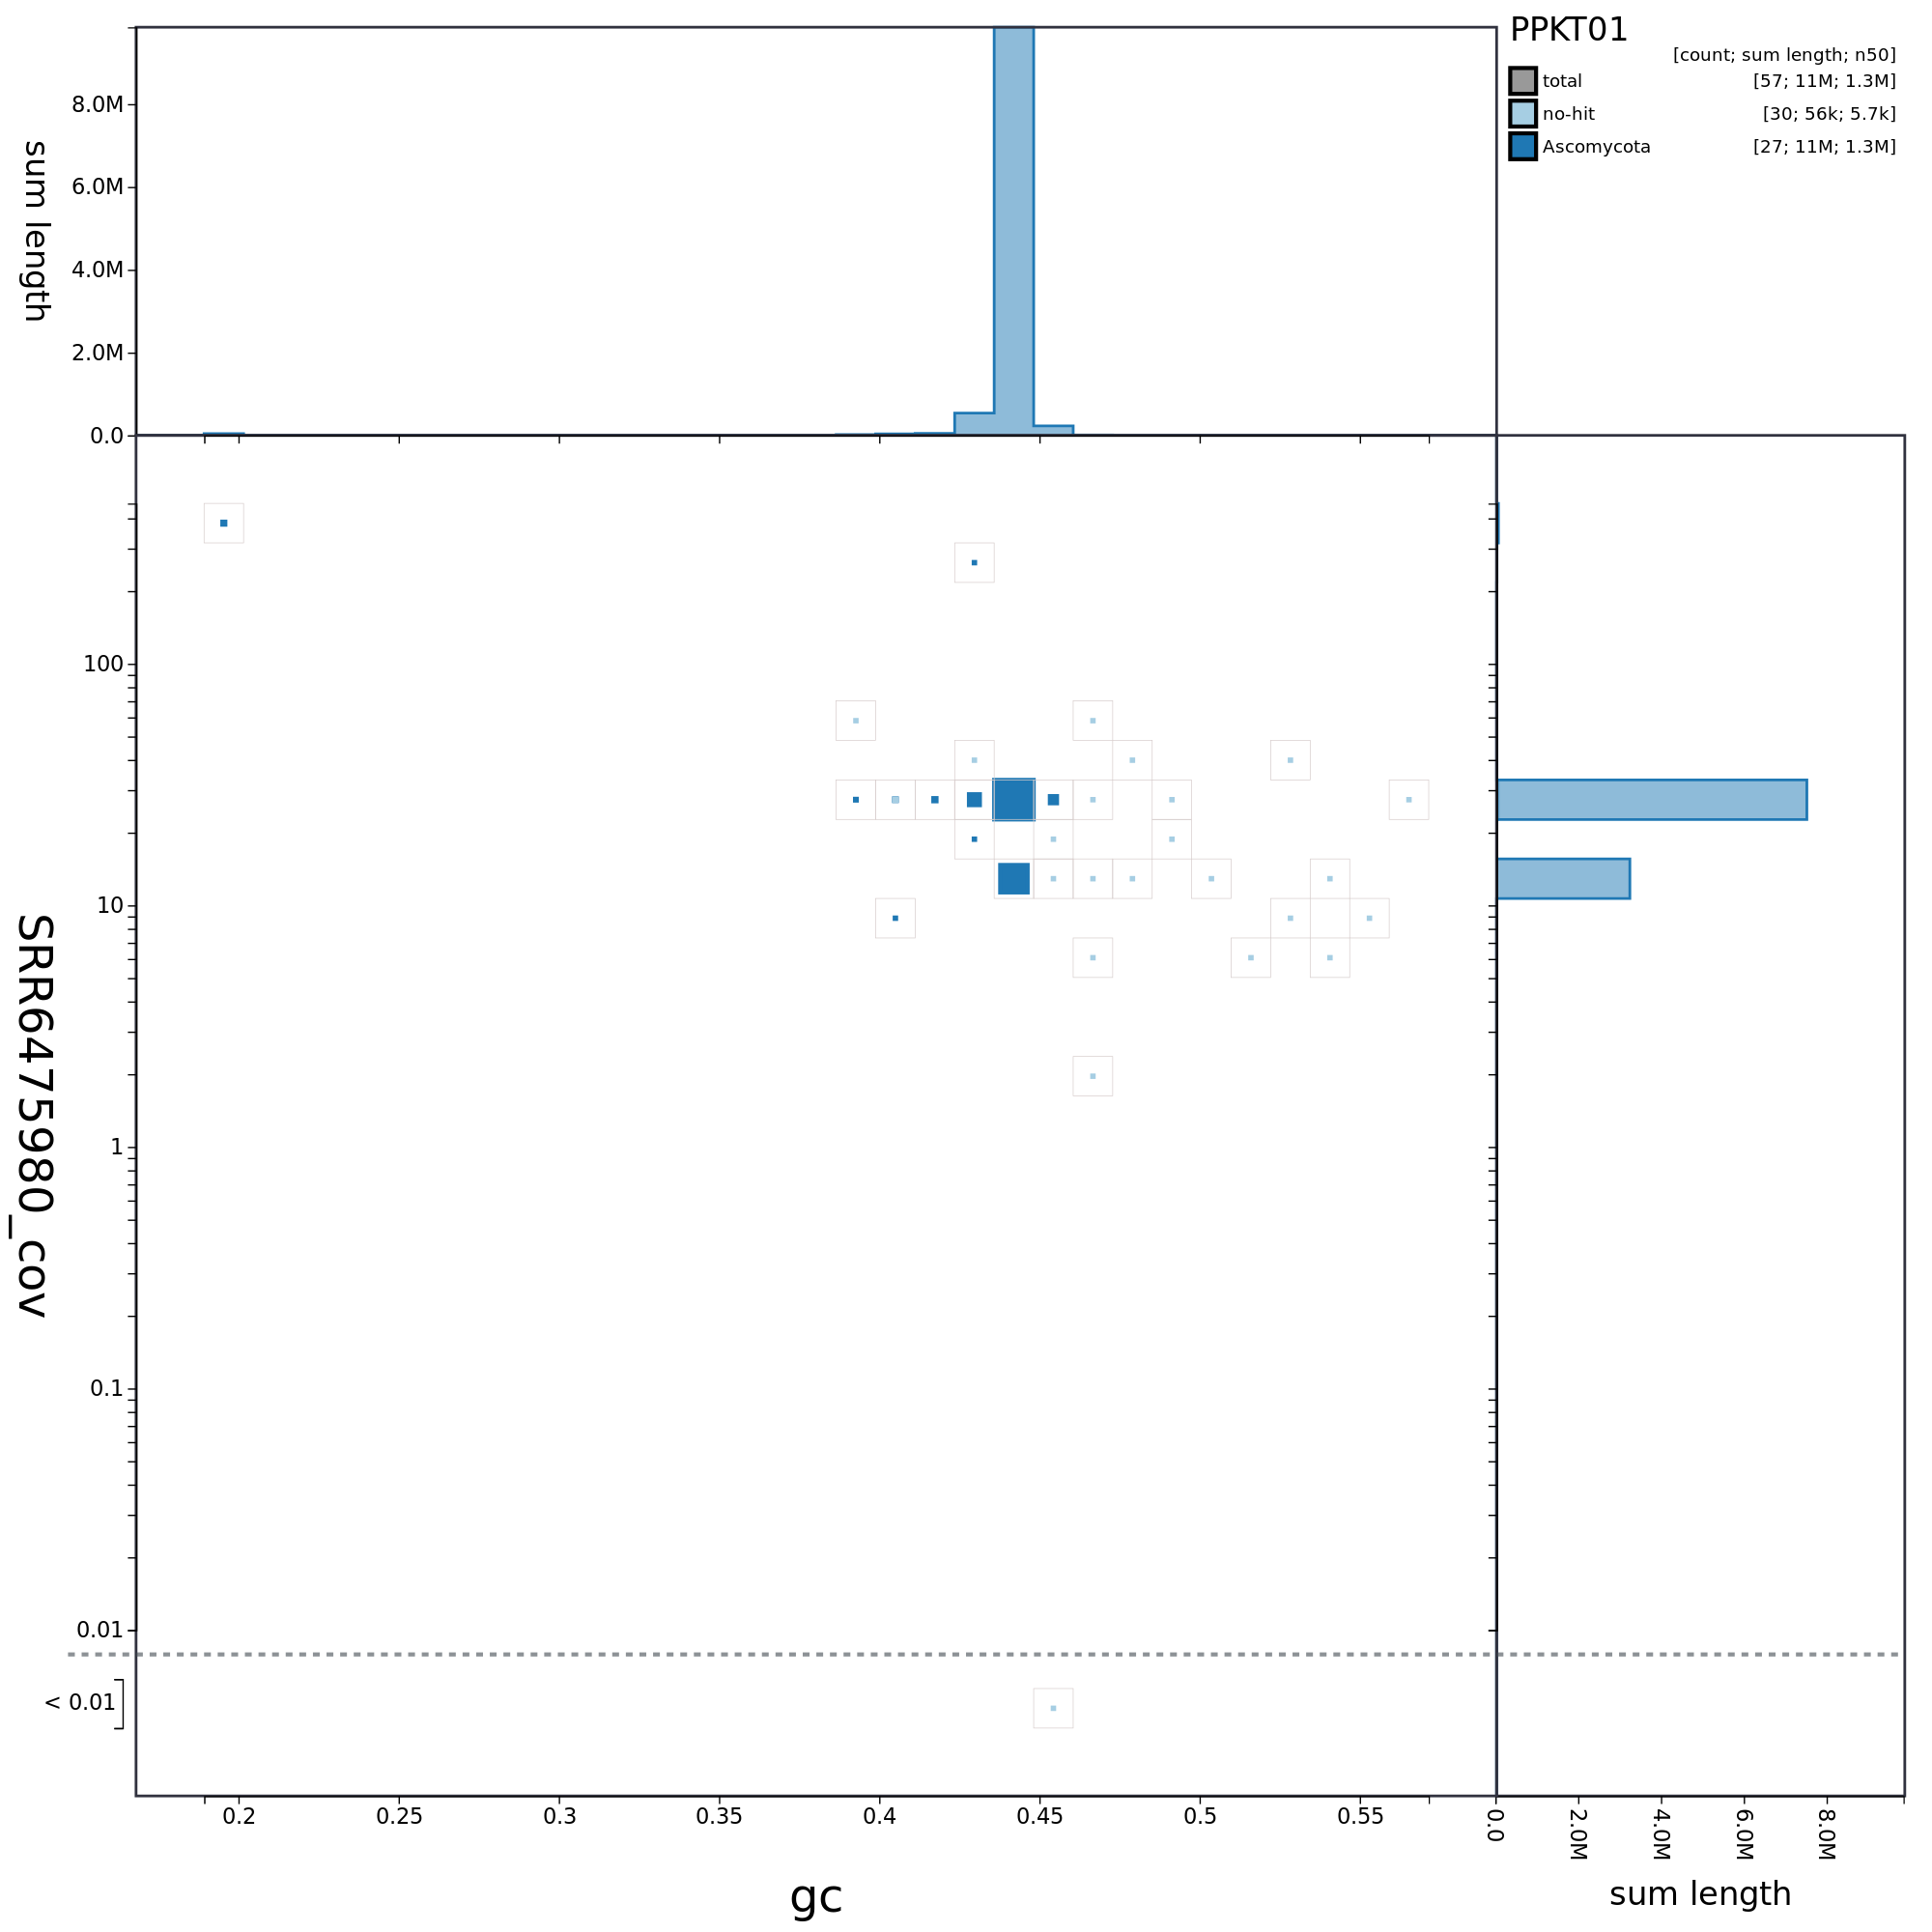 PPKT01
[count; sum length; n50]
total [57; 11M; 1.3M]
no-hit [30; 56k; 5.7k]
Ascomycota [27; 11M; 1.3M]
sum length
8.0M
6.0M
4.0M
2.0M
0.0
SRR6475980_cov
100
10
1
0.1
0.01
< 0.01
0.2 0.25 0.3 0.35 0.4 0.45 0.5 0.55
gc
0.0 2.0M 4.0M 6.0M 8.0M
sum length